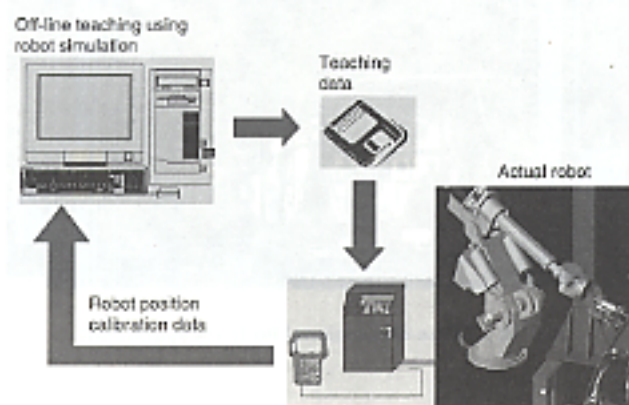 Off-line teaching using
robot simulation
Teaching
data
Actual robot
Robot position
calibration data